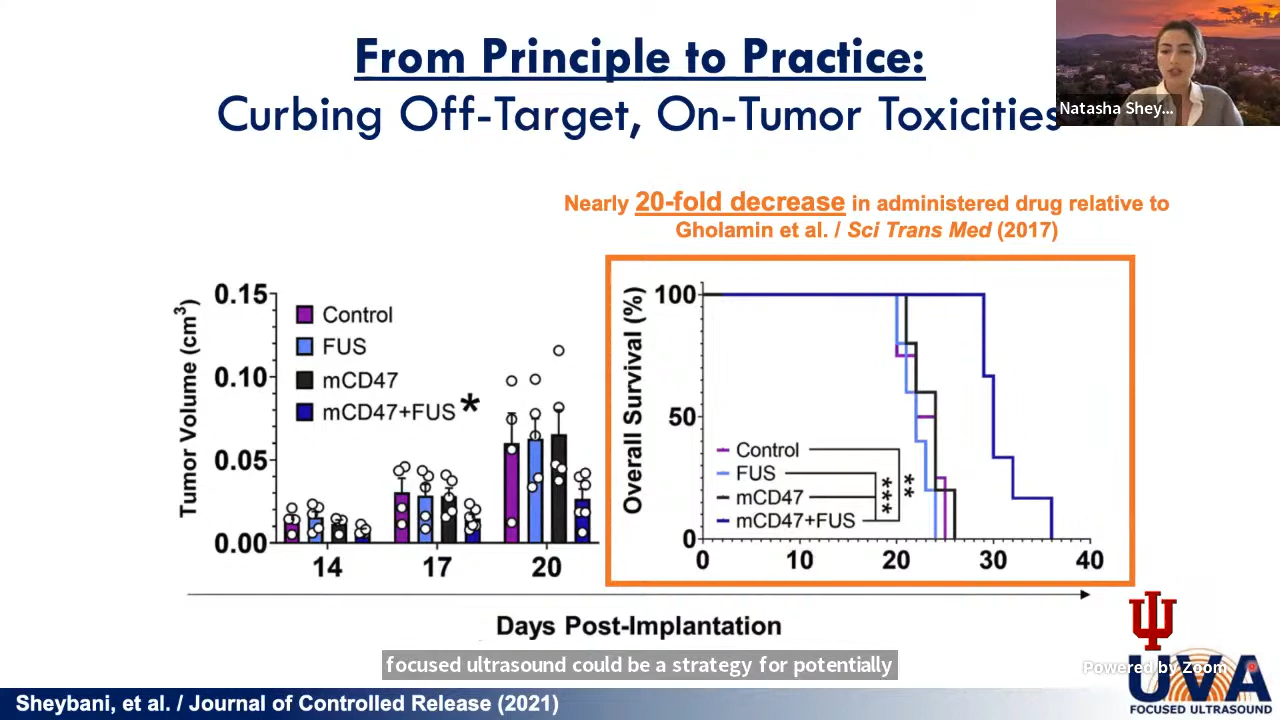 From Principle to Practice:
Curbing Off-Target, On-Tumor Toxicities
Natasha Shey...
Nearly 20-fold decrease in administered drug relative to
Gholamin et al. / Sci Trans Med (2017)
Tumor Volume (cm³)
0.15
0.10
0.05
0.00
Control
FUS
mCD47
mCD47+FUS *
14
17
20
Overall Survival (%)
100
50
0
Control
FUS
mCD47
mCD47+FUS
***
**
0
10
20
30
40
Days Post-Implantation
focused ultrasound could be a strategy for potentially
Powered by Zoom
UVA
FOCUSED ULTRASOUND
Sheybani, et al. / Journal of Controlled Release (2021)